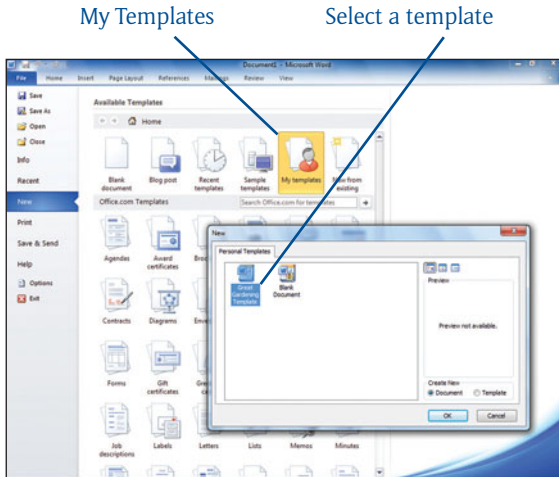 My Templates Select a template
Document1 - Microsoft Word
File Home Insert Page Layout References Mailings Review View
Save
Save As
Open
Close
Info
Recent
New
Print
Save & Send
Help
Options
Exit
Available Templates
Home
Blank document
Blog post
Recent templates
Sample templates
My templates
New from existing
Office.com Templates
Search Office.com for templates
Agendas
Award certificates
Contracts
Diagrams
Forms
Gift certificates
Job descriptions
Labels
Letters
Lists
Memos
Minutes
New
Personal Templates
Great Gardening Template
Blank Document
Preview
Preview not available.
Create New
Document Template
OK Cancel